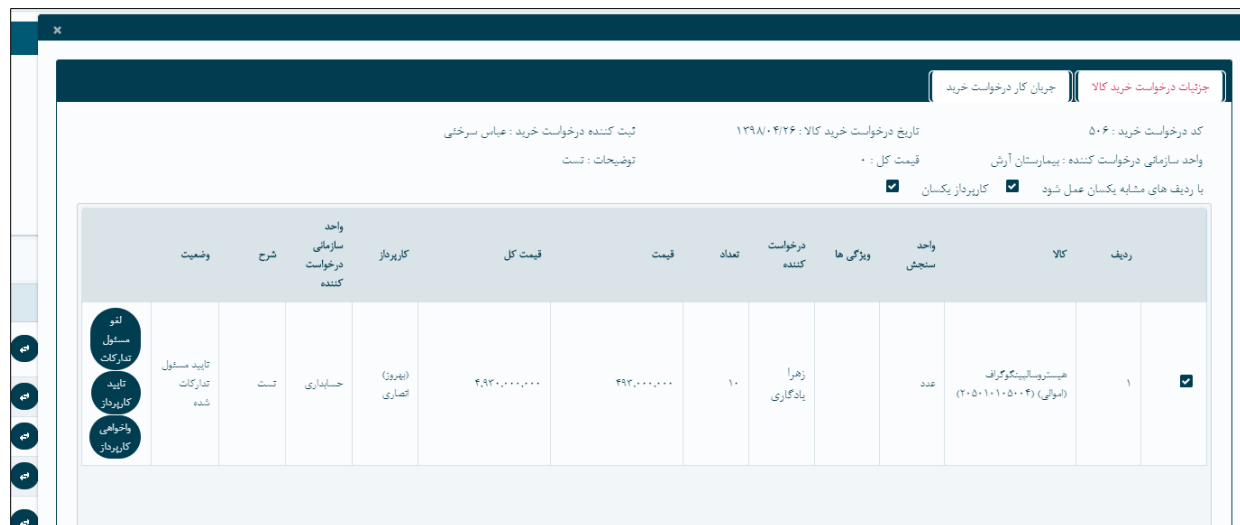 ×
جزئیات درخواست خرید کالا
جریان کار درخواست خرید
کد درخواست خرید : ۵۰۶
تاریخ درخواست خرید کالا : ۱۳۹۸/۰۴/۲۶
ثبت کننده درخواست خرید : عباس سرخئی
واحد سازمانی درخواست کننده : بیمارستان آرش
قیمت کل : ۰
توضیحات : تست
با ردیف های مشابه یکسان عمل شود
کارپرداز یکسان
ردیف
کالا
واحد
سنجش
ویژگی ها
درخواست
کننده
تعداد
قیمت
قیمت کل
کارپرداز
واحد
سازمانی
درخواست
کننده
شرح
وضعیت
۱
هیستروسالپینگوگراف
(اموالی) (۲۰۵۰۱۰۱۰۵۰۰۴)
عدد
زهرا
یادگاری
۱۰
۴۹۳,۰۰۰,۰۰۰
۴,۹۳۰,۰۰۰,۰۰۰
(بهروز)
انصاری
حسابداری
تست
تایید مسئول
تدارکات
شده
لغو
مسئول
تدارکات
تایید
کارپرداز
واخواهی
کارپرداز